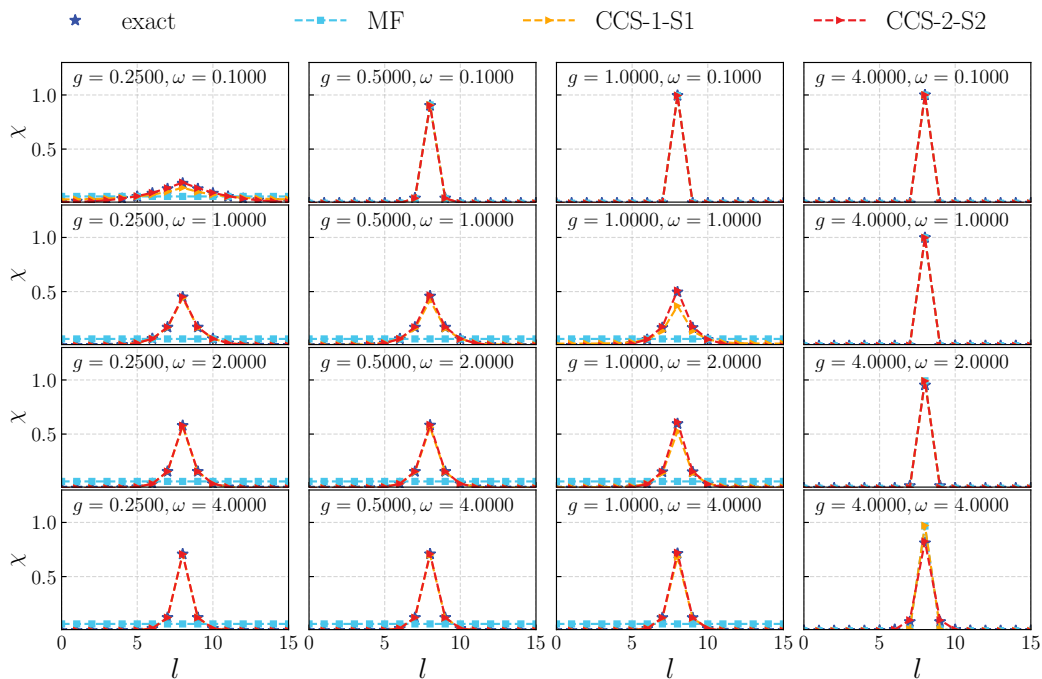 exact MF CCS-1-S1 CCS-2-S2
g = 0.2500, ω = 0.1000 g = 0.5000, ω = 0.1000 g = 1.0000, ω = 0.1000 g = 4.0000, ω = 0.1000
1.0
χ
0.5
g = 0.2500, ω = 1.0000 g = 0.5000, ω = 1.0000 g = 1.0000, ω = 1.0000 g = 4.0000, ω = 1.0000
1.0
χ
0.5
g = 0.2500, ω = 2.0000 g = 0.5000, ω = 2.0000 g = 1.0000, ω = 2.0000 g = 4.0000, ω = 2.0000
1.0
χ
0.5
g = 0.2500, ω = 4.0000 g = 0.5000, ω = 4.0000 g = 1.0000, ω = 4.0000 g = 4.0000, ω = 4.0000
1.0
χ
0.5
0 5 10 15 0 5 10 15 0 5 10 15 0 5 10 15
l l l l